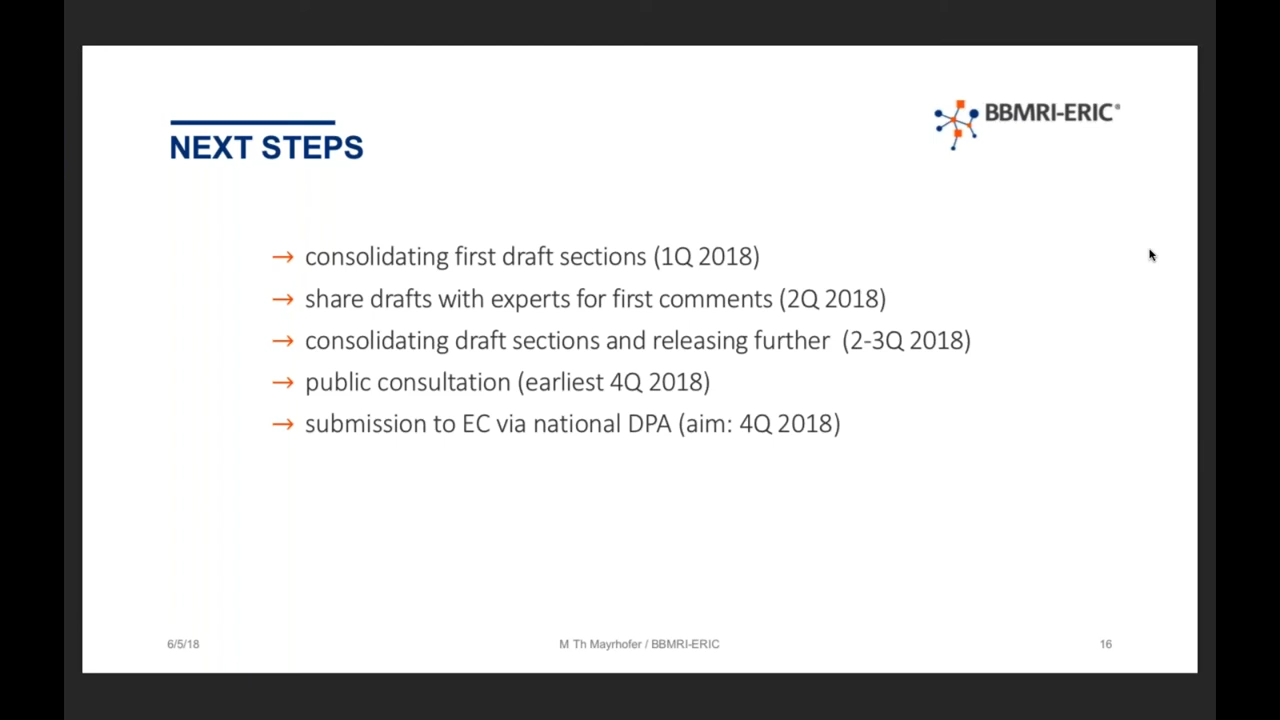 BBMRI-ERIC®
NEXT STEPS
→ consolidating first draft sections (1Q 2018)
→ share drafts with experts for first comments (2Q 2018)
→ consolidating draft sections and releasing further (2-3Q 2018)
→ public consultation (earliest 4Q 2018)
→ submission to EC via national DPA (aim: 4Q 2018)
6/5/18
M Th Mayrhofer / BBMRI-ERIC
16